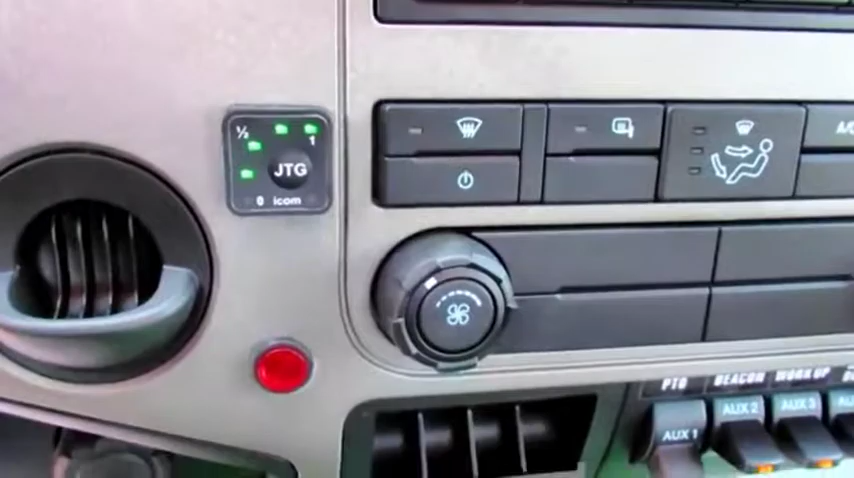 ½
1
JTG
0 icom
A/C
PTO
BEACON
WORK UP
AUX 1
AUX 2
AUX 3